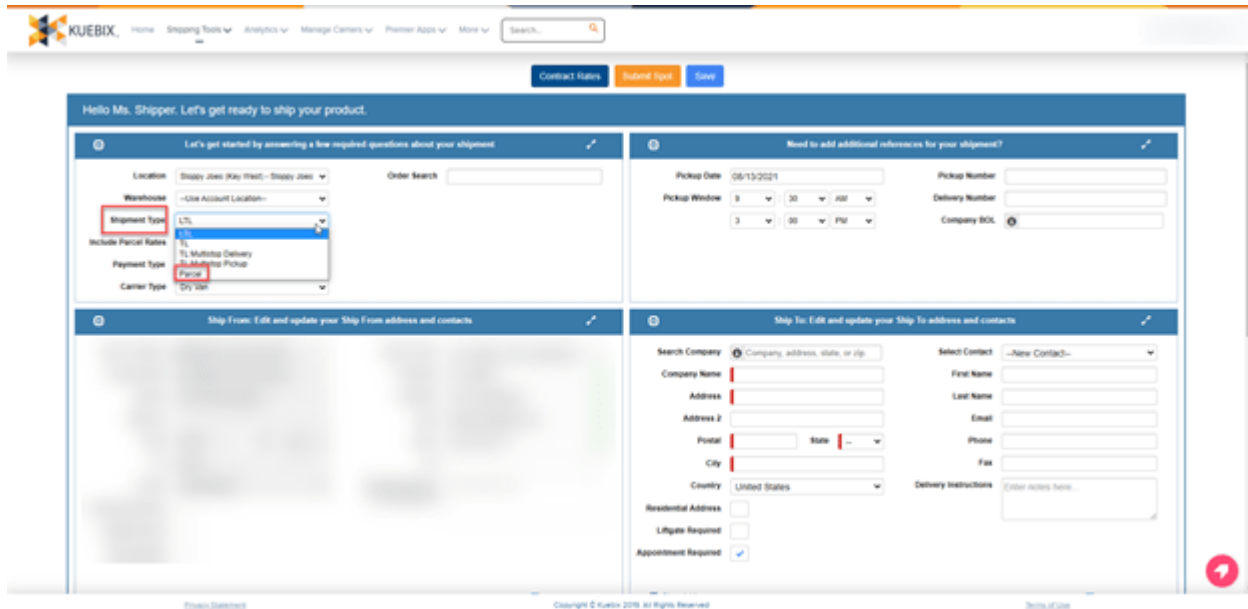 KUEBIX
Home Shipping Tools Analytics Manage Carriers Premier Apps More Search...
Contract Rates Submit Spot Save
Hello Ms. Shipper. Let's get ready to ship your product.
Let's get started by answering a few required questions about your shipment
Location Sloppy Joes (Key West)-- Sloppy Joes
Order Search
Warehouse --Use Account Location--
Shipment Type LTL
LTL
Include Parcel Rates TL
TL Multistop Delivery
Payment Type TL Multistop Pickup
Parcel
Carrier Type Dry Van
Need to add additional references for your shipment?
Pickup Date 08/13/2021 Pickup Number
Pickup Window : 30 AM Delivery Number
3 : 00 PM Company BOL
Ship From: Edit and update your Ship From address and contacts
Ship To: Edit and update your Ship To address and contacts
Search Company Company, address, state, or zip. Select Contact --New Contact--
Company Name First Name
Address Last Name
Address 2 Email
Postal State -- Phone
City Fax
Country United States Delivery Instructions Enter notes here...
Residential Address
Liftgate Required
Appointment Required
Privacy Statement Copyright © Kuebix 2019. All Rights Reserved Terms of Use